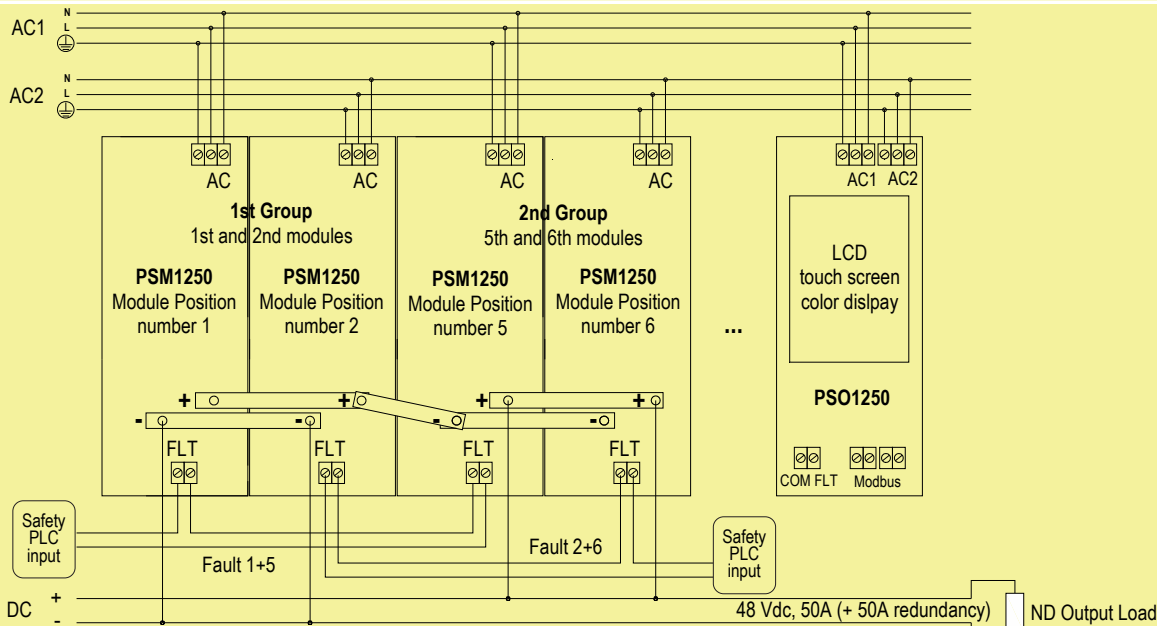 N
AC1 L
N
AC2 L
AC AC AC AC AC1 AC2
1st Group
1st and 2nd modules
2nd Group
5th and 6th modules
PSM1250
Module Position
number 1
PSM1250
Module Position
number 2
PSM1250
Module Position
number 5
PSM1250
Module Position
number 6
...
LCD
touch screen
color dislpay
PSO1250
+ + + +
- - - -
FLT FLT FLT FLT
COM FLT Modbus
Safety
PLC
input
Fault 1+5
Fault 2+6
Safety
PLC
input
DC + -
48 Vdc, 50A (+ 50A redundancy)
ND Output Load